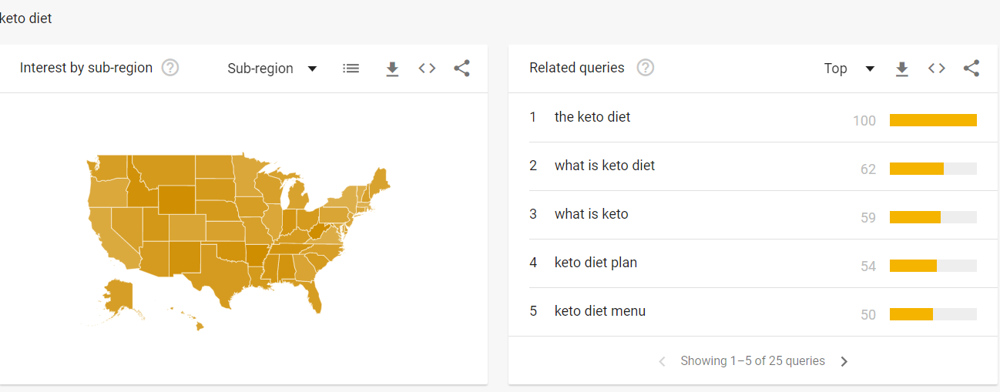 keto diet
Interest by sub-region
Sub-region
Related queries
Top
1 the keto diet 100
2 what is keto diet 62
3 what is keto 59
4 keto diet plan 54
5 keto diet menu 50
Showing 1–5 of 25 queries